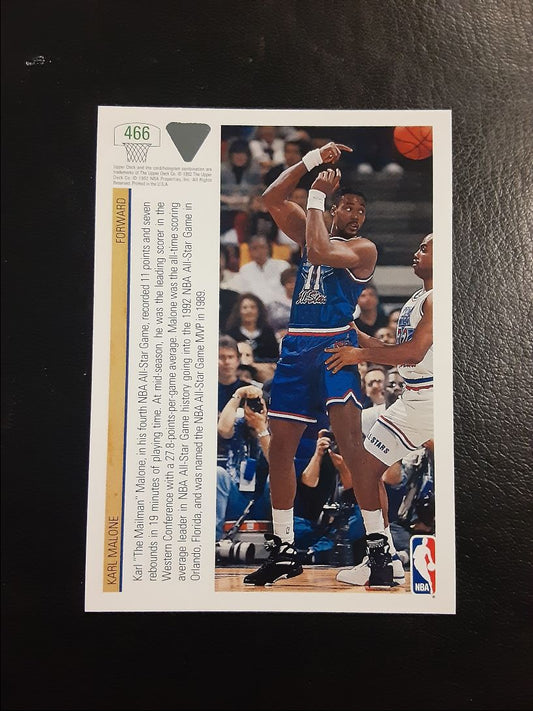 466
Upper Deck and the card/hologram combination are
trademarks of The Upper Deck Co. © 1992 The Upper
Deck Co. © 1992 NBA Properties, Inc. All Rights
Reserved. Printed in the U.S.A.
KARL MALONE FORWARD
Karl "The Mailman" Malone, in his fourth NBA All-Star Game, recorded 11 points and seven
rebounds in 19 minutes of playing time. At mid-season, he was the leading scorer in the
Western Conference with a 27.8-points-per-game average. Malone was the all-time scoring
average leader in NBA All-Star Game history going into the 1992 NBA All-Star Game in
Orlando, Florida, and was named the NBA All-Star Game MVP in 1989.
11
All-Stars
STARS
NBA